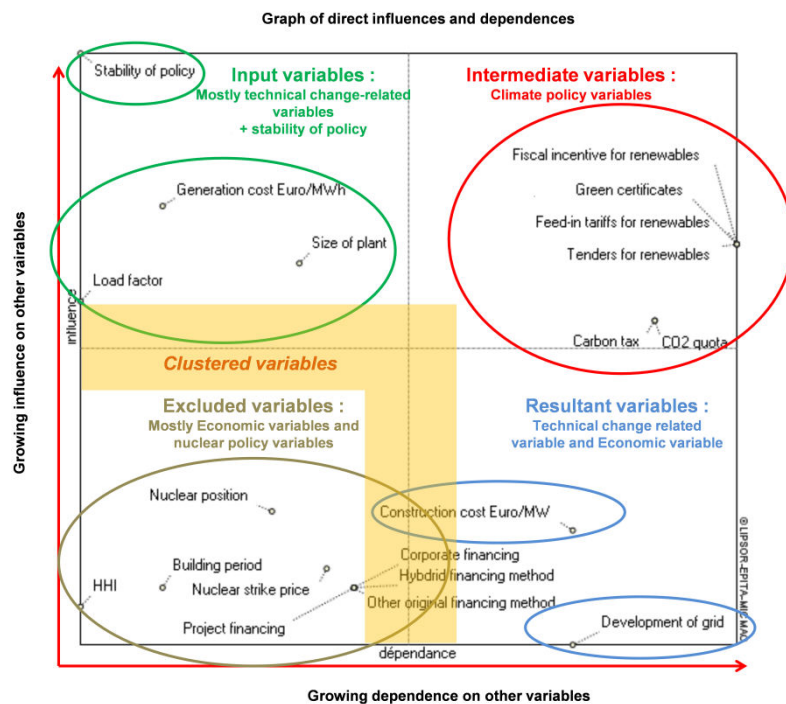 Graph of direct influences and dependences
Stability of policy
Input variables :
Mostly technical change-related
variables
+ stability of policy
Intermediate variables :
Climate policy variables
Fiscal incentive for renewables
Green certificates
Feed-in tariffs for renewables
Tenders for renewables
Generation cost Euro/MWh
Size of plant
Load factor
Carbon tax
CO2 quota
influence
Growing influence on other vairables
Clustered variables
Excluded variables :
Mostly Economic variables and
nuclear policy variables
Resultant variables :
Technical change related
variable and Economic variable
Nuclear position
Construction cost Euro/MW
Building period
Corporate financing
HHI
Nuclear strike price
Hybdrid financing method
Other original financing method
Project financing
Development of grid
© LIPSOR-EPITA-MICMAC
dépendance
Growing dependence on other variables